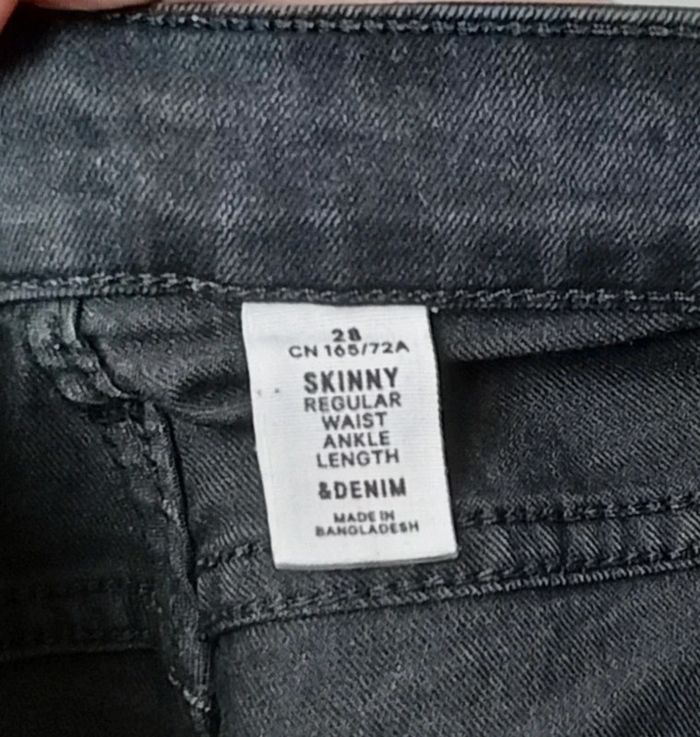 28
CN 165/72A
SKINNY
REGULAR
WAIST
ANKLE
LENGTH
&DENIM
MADE IN
BANGLADESH